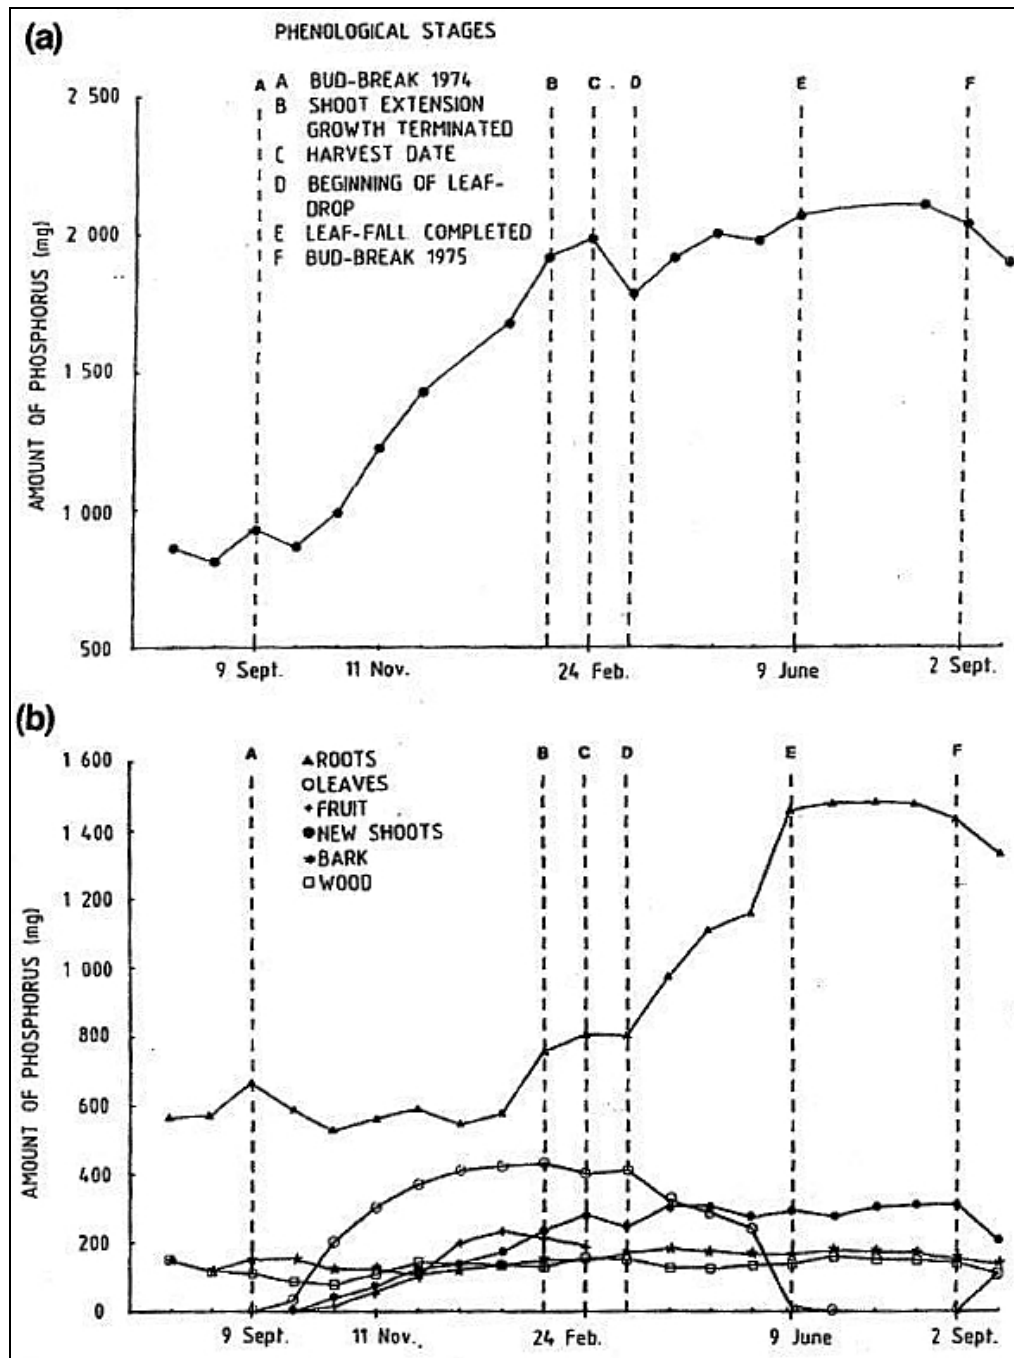 (a)
PHENOLOGICAL STAGES
A B C D E F
A BUD-BREAK 1974
B SHOOT EXTENSION
GROWTH TERMINATED
C HARVEST DATE
D BEGINNING OF LEAF-
DROP
E LEAF-FALL COMPLETED
F BUD-BREAK 1975
AMOUNT OF PHOSPHORUS (mg)
2 500
2 000
1 500
1 000
500
9 Sept. 11 Nov. 24 Feb. 9 June 2 Sept.
(b)
A B C D E F
ROOTS
LEAVES
FRUIT
NEW SHOOTS
BARK
WOOD
AMOUNT OF PHOSPHORUS (mg)
1 600
1 400
1 200
1 000
800
600
400
200
0
9 Sept. 11 Nov. 24 Feb. 9 June 2 Sept.